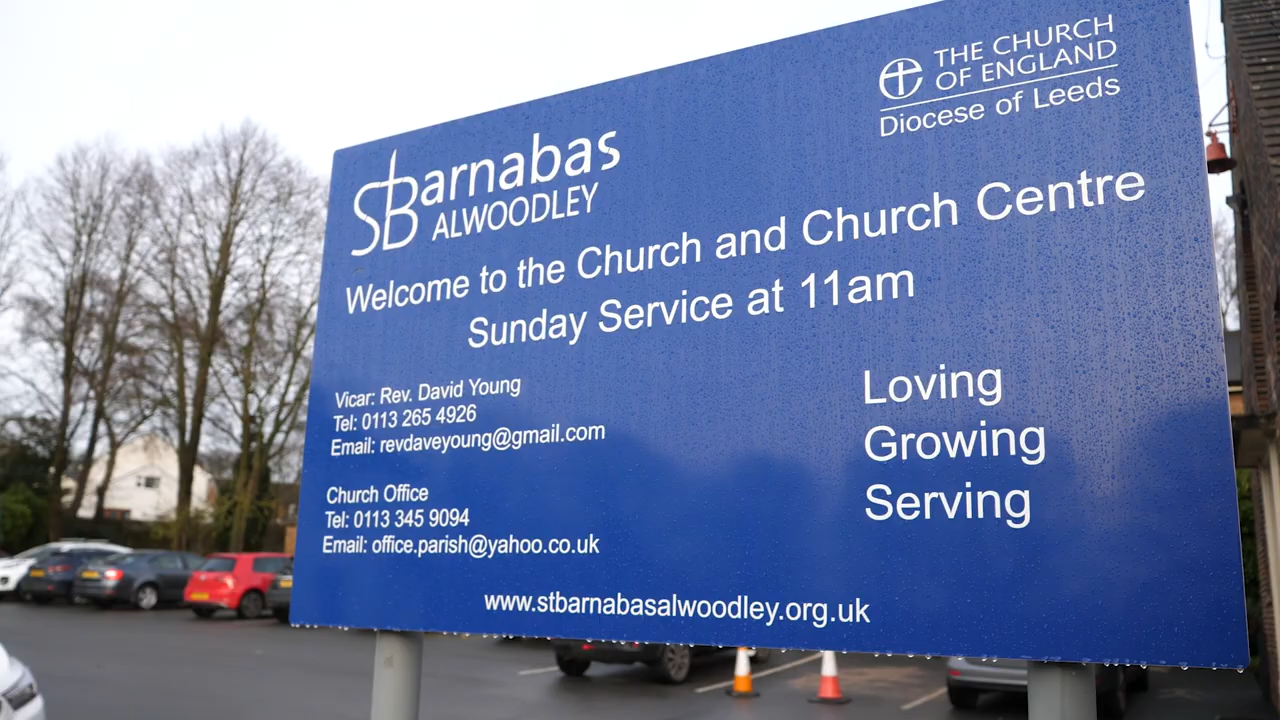 THE CHURCH
OF ENGLAND
Diocese of Leeds
St Barnabas
ALWOODLEY
Welcome to the Church and Church Centre
Sunday Service at 11am
Vicar: Rev. David Young
Tel: 0113 265 4926
Email: revdaveyoung@gmail.com
Church Office
Tel: 0113 345 9094
Email: office.parish@yahoo.co.uk
Loving
Growing
Serving
www.stbarnabasalwoodley.org.uk